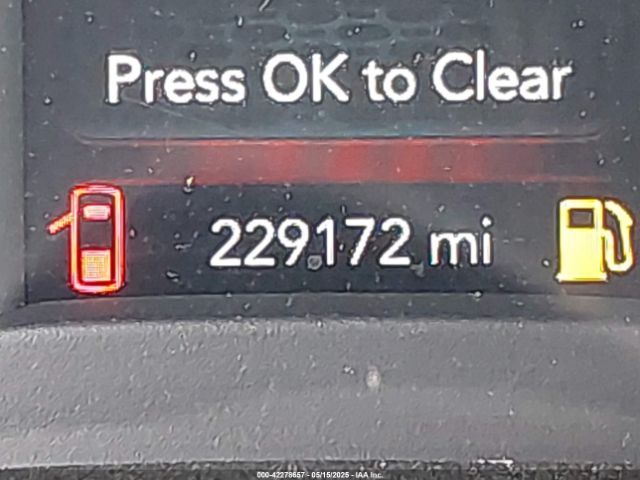 Press OK to Clear
229172 mi
000-42278657 - 05/15/2025 - IAA Inc.